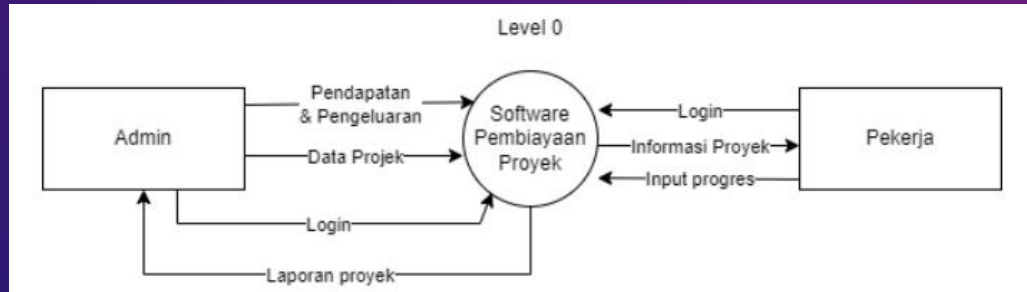 Level 0
Admin
Pendapatan
& Pengeluaran
Data Projek
Login
Laporan proyek
Software
Pembiayaan
Proyek
Login
Informasi Proyek
Input progres
Pekerja